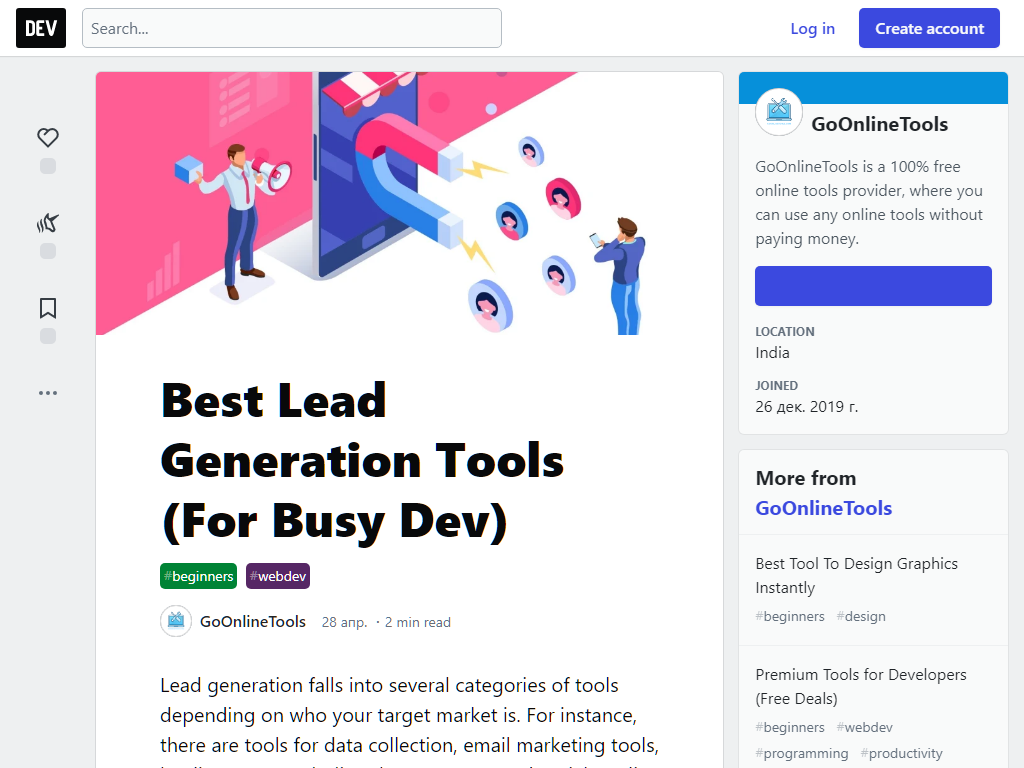 DEV
Search...
Log in
Create account
Best Lead
Generation Tools
(For Busy Dev)
#beginners #webdev
GoOnlineTools 28 апр. · 2 min read
Lead generation falls into several categories of tools
depending on who your target market is. For instance,
there are tools for data collection, email marketing tools,
GoOnlineTools
GoOnlineTools is a 100% free
online tools provider, where you
can use any online tools without
paying money.
LOCATION
India
JOINED
26 дек. 2019 г.
More from
GoOnlineTools
Best Tool To Design Graphics
Instantly
#beginners #design
Premium Tools for Developers
(Free Deals)
#beginners #webdev
#programming #productivity